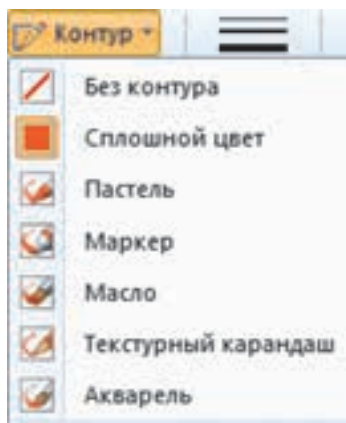 Контур
Без контура
Сплошной цвет
Пастель
Маркер
Масло
Текстурный карандаш
Акварель